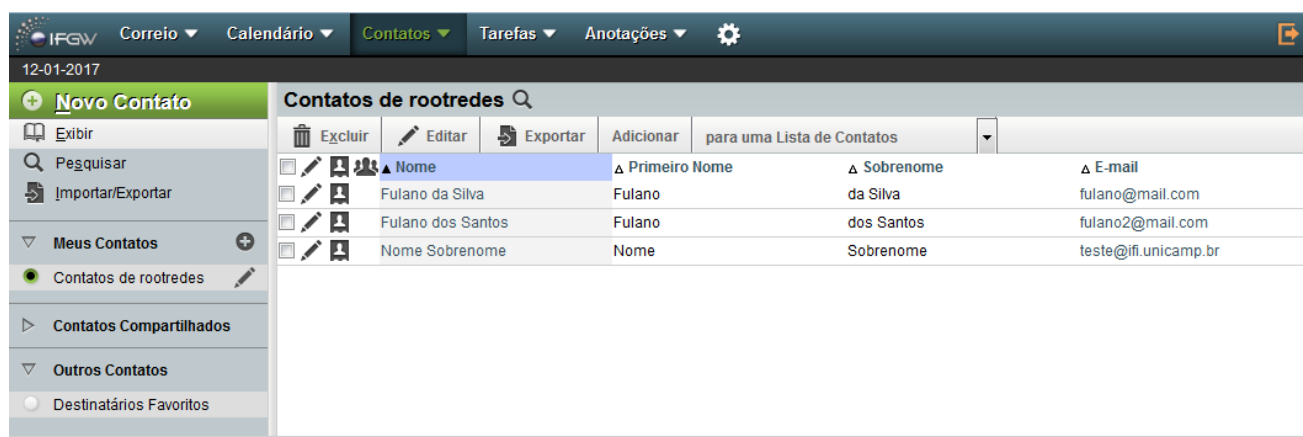 IFGW Correio Calendário Contatos Tarefas Anotações
12-01-2017
Novo Contato
Exibir
Pesquisar
Importar/Exportar
Meus Contatos
Contatos de rootredes
Contatos Compartilhados
Outros Contatos
Destinatários Favoritos
Contatos de rootredes
Excluir Editar Exportar Adicionar para uma Lista de Contatos
Nome Primeiro Nome Sobrenome E-mail
Fulano da Silva Fulano da Silva fulano@mail.com
Fulano dos Santos Fulano dos Santos fulano2@mail.com
Nome Sobrenome Nome Sobrenome teste@ifi.unicamp.br